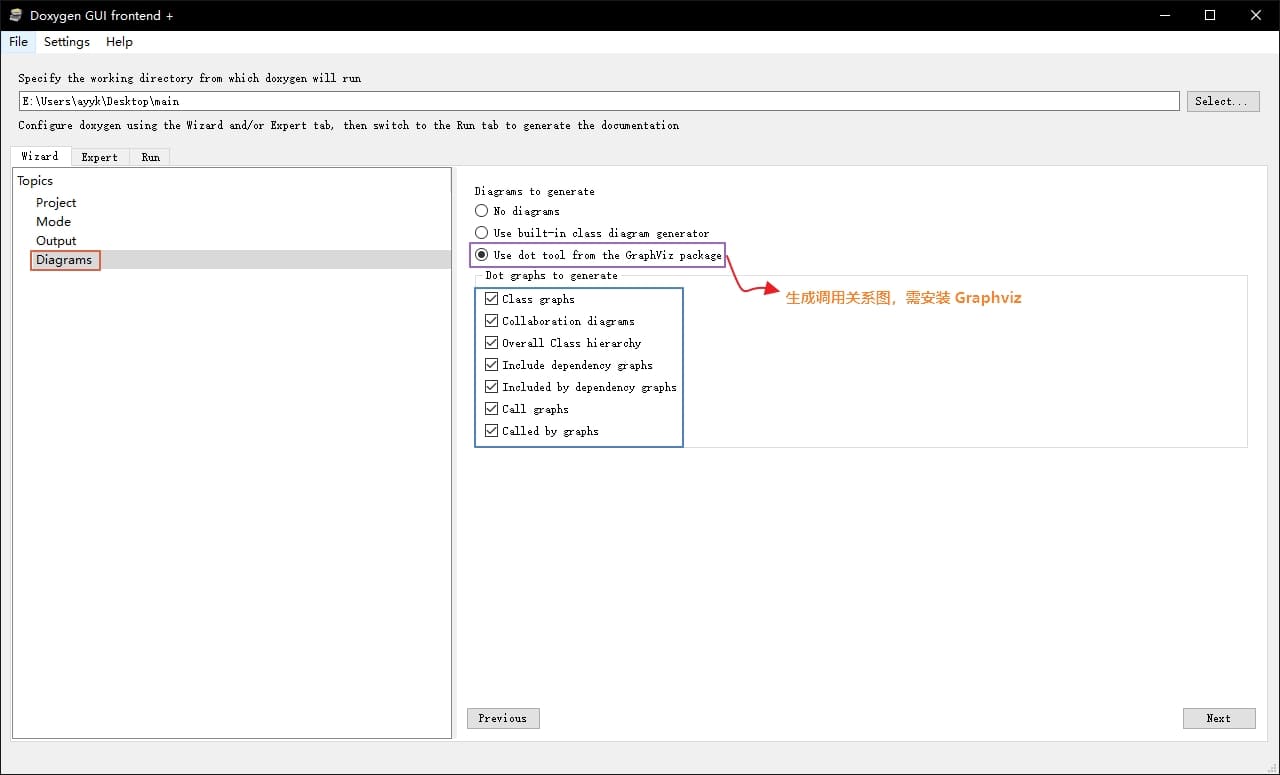 Doxygen GUI frontend +
File Settings Help
Specify the working directory from which doxygen will run
E:\Users\ayyk\Desktop\main
Select...
Configure doxygen using the Wizard and/or Expert tab, then switch to the Run tab to generate the documentation
Wizard Expert Run
Topics
Project
Mode
Output
Diagrams
Diagrams to generate
No diagrams
Use built-in class diagram generator
Use dot tool from the GraphViz package
Dot graphs to generate
Class graphs
生成调用关系图，需安装 Graphviz
Collaboration diagrams
Overall Class hierarchy
Include dependency graphs
Included by dependency graphs
Call graphs
Called by graphs
Previous
Next